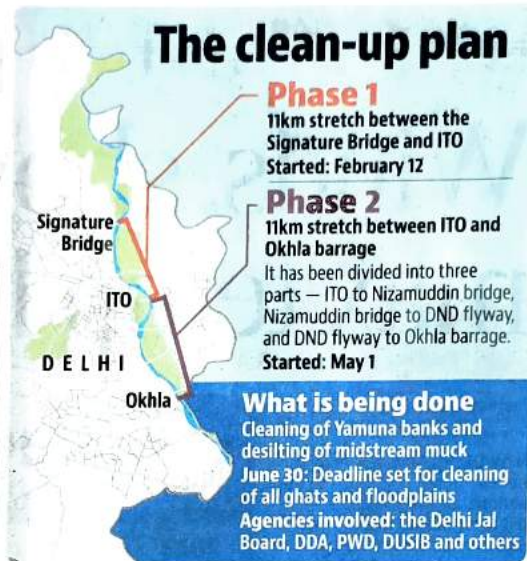 The clean-up plan
Phase 1
11km stretch between the
Signature Bridge and ITO
Started: February 12
Phase 2
11km stretch between ITO and
Okhla barrage
It has been divided into three
parts — ITO to Nizamuddin bridge,
Nizamuddin bridge to DND flyway,
and DND flyway to Okhla barrage.
Started: May 1
Signature
Bridge
ITO
DELHI
Okhla
What is being done
Cleaning of Yamuna banks and
desilting of midstream muck
June 30: Deadline set for cleaning
of all ghats and floodplains
Agencies involved: the Delhi Jal
Board, DDA, PWD, DUSIB and others